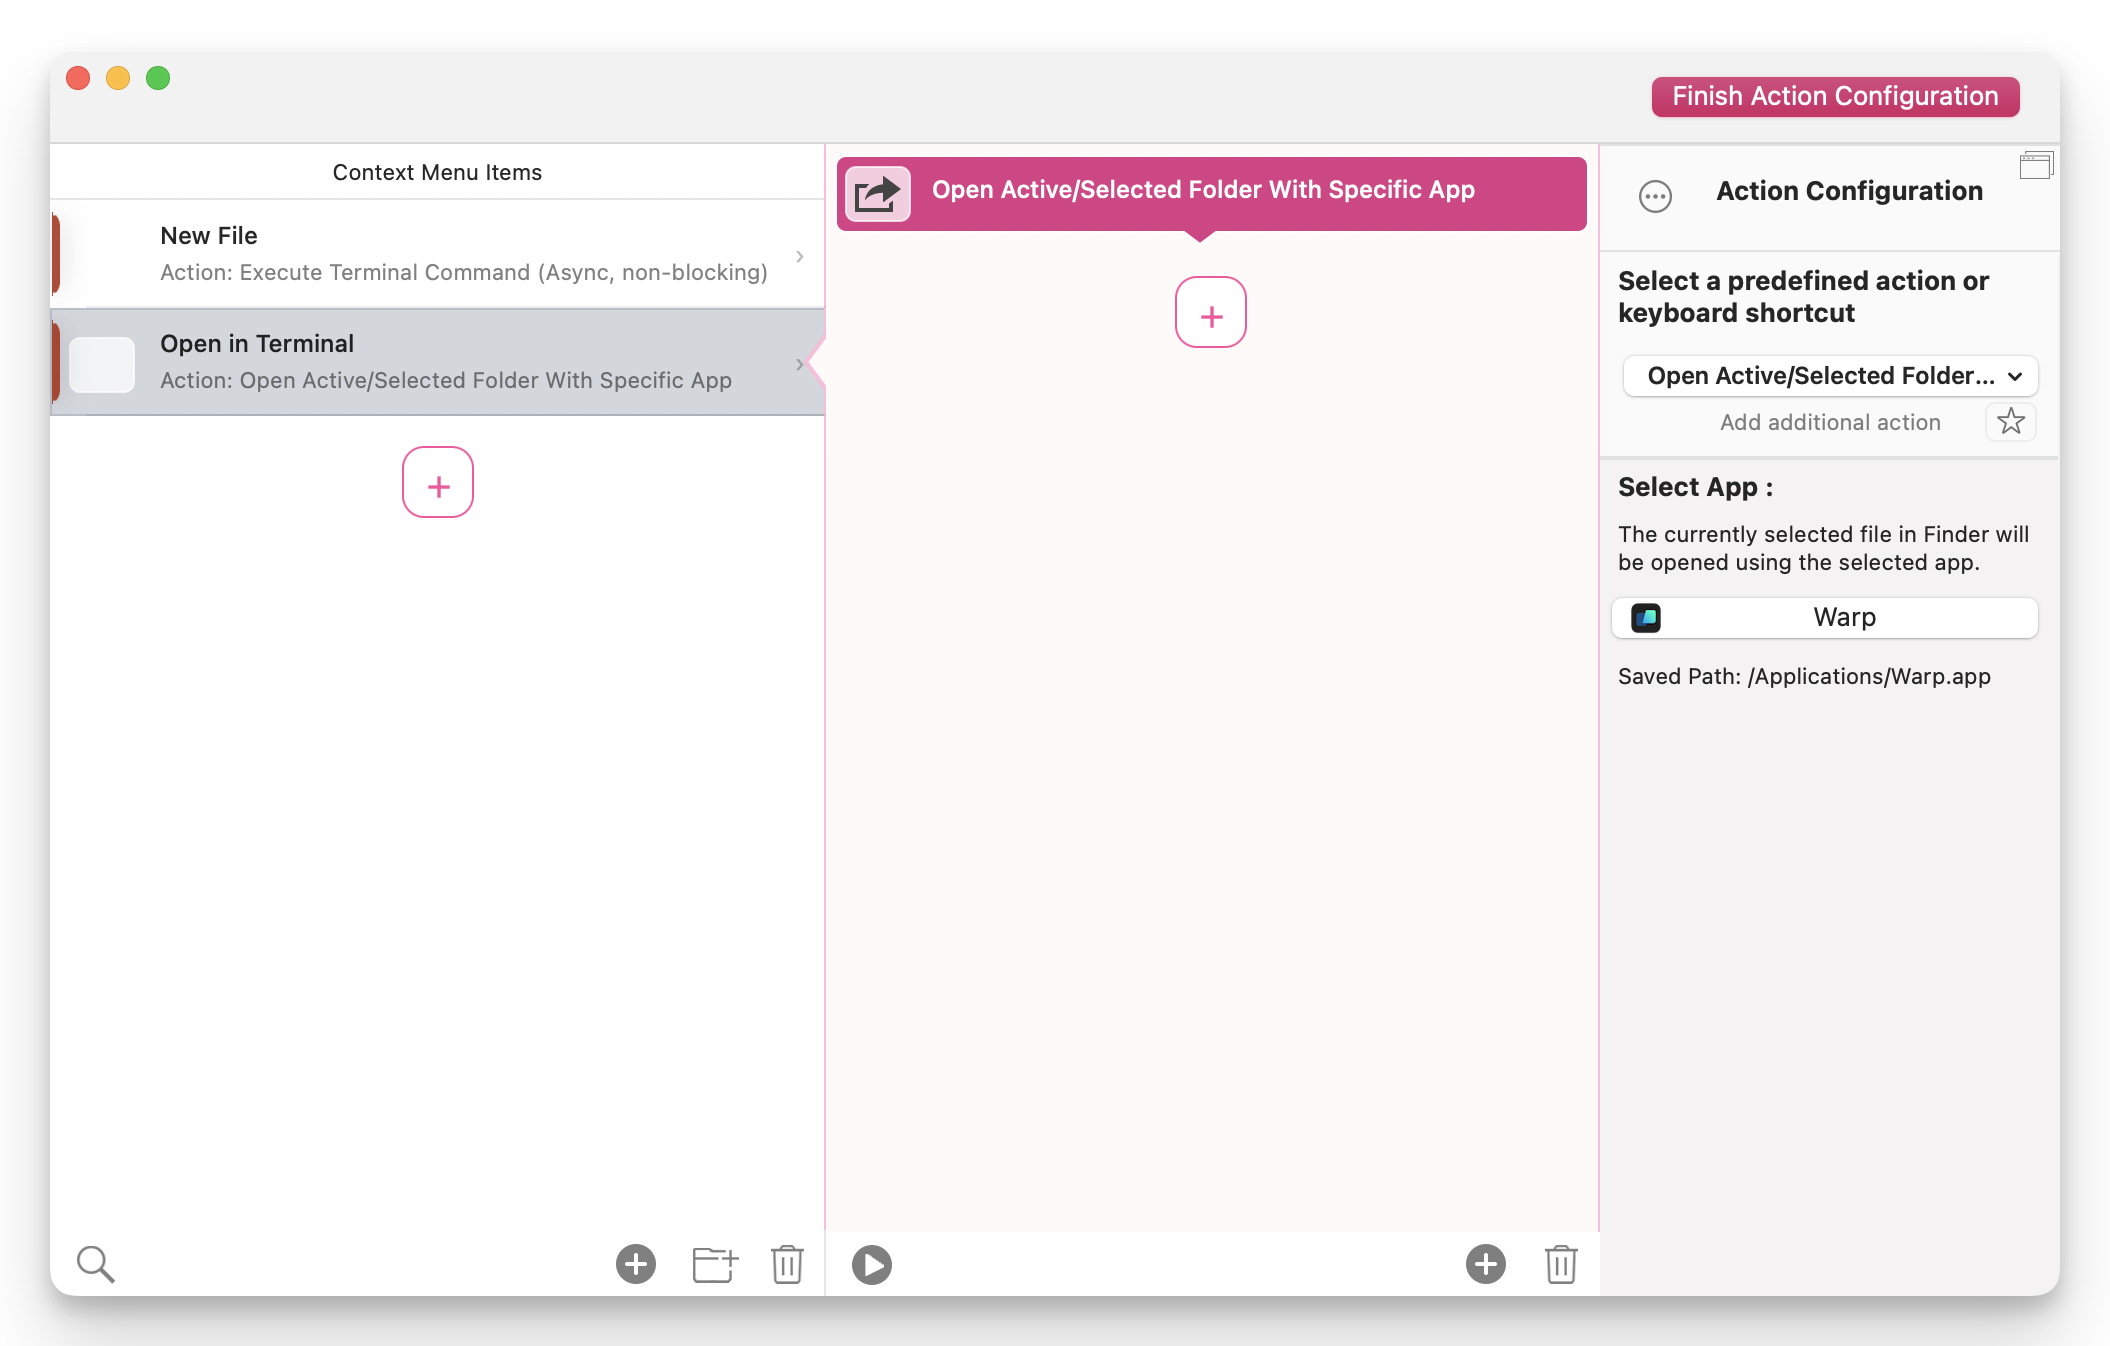 Finish Action Configuration
Context Menu Items
New File
Action: Execute Terminal Command (Async, non-blocking)
Open in Terminal
Action: Open Active/Selected Folder With Specific App
Open Active/Selected Folder With Specific App
Action Configuration
Select a predefined action or
keyboard shortcut
Open Active/Selected Folder...
Add additional action
Select App :
The currently selected file in Finder will
be opened using the selected app.
Warp
Saved Path: /Applications/Warp.app